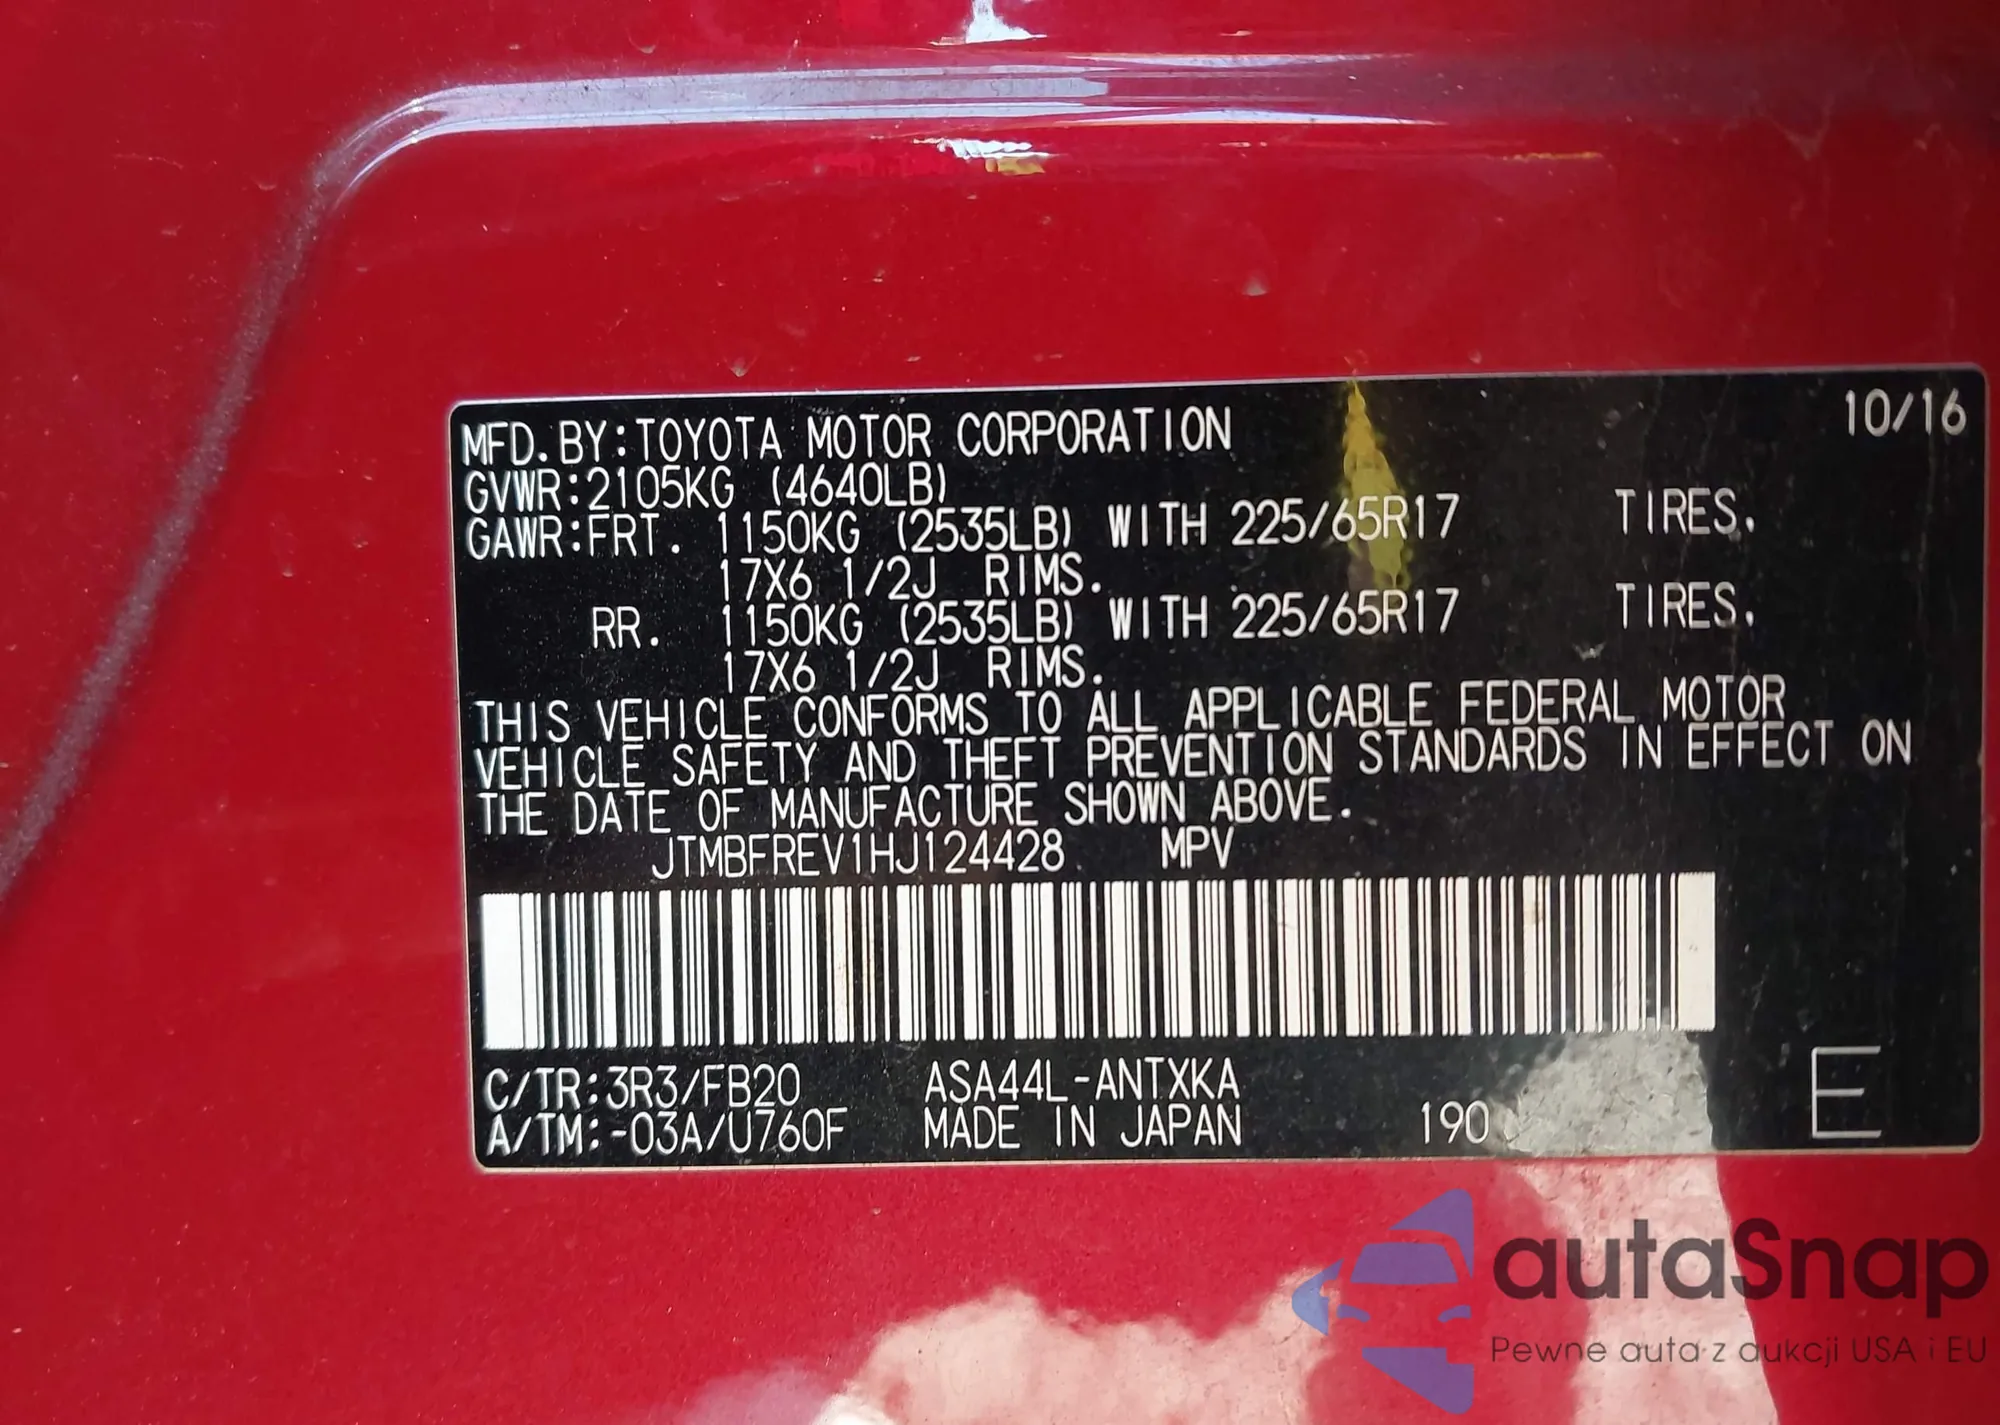 10/16
MFD. BY:TOYOTA MOTOR CORPORATION
GVWR:2105KG (4640LB)
GAWR:FRT. 1150KG (2535LB) WITH 225/65R17 TIRES.
17X6 1/2J RIMS.
RR. 1150KG (2535LB) WITH 225/65R17 TIRES.
17X6 1/2J RIMS.
THIS VEHICLE CONFORMS TO ALL APPLICABLE FEDERAL MOTOR
VEHICLE SAFETY AND THEFT PREVENTION STANDARDS IN EFFECT ON
THE DATE OF MANUFACTURE SHOWN ABOVE.
JTMBFREV1HJ124428 MPV
C/TR:3R3/FB20 ASA44L-ANTXKA
A/TM:-03A/U760F MADE IN JAPAN 190 E
autaSnap
Pewne auta z aukcji USA i EU